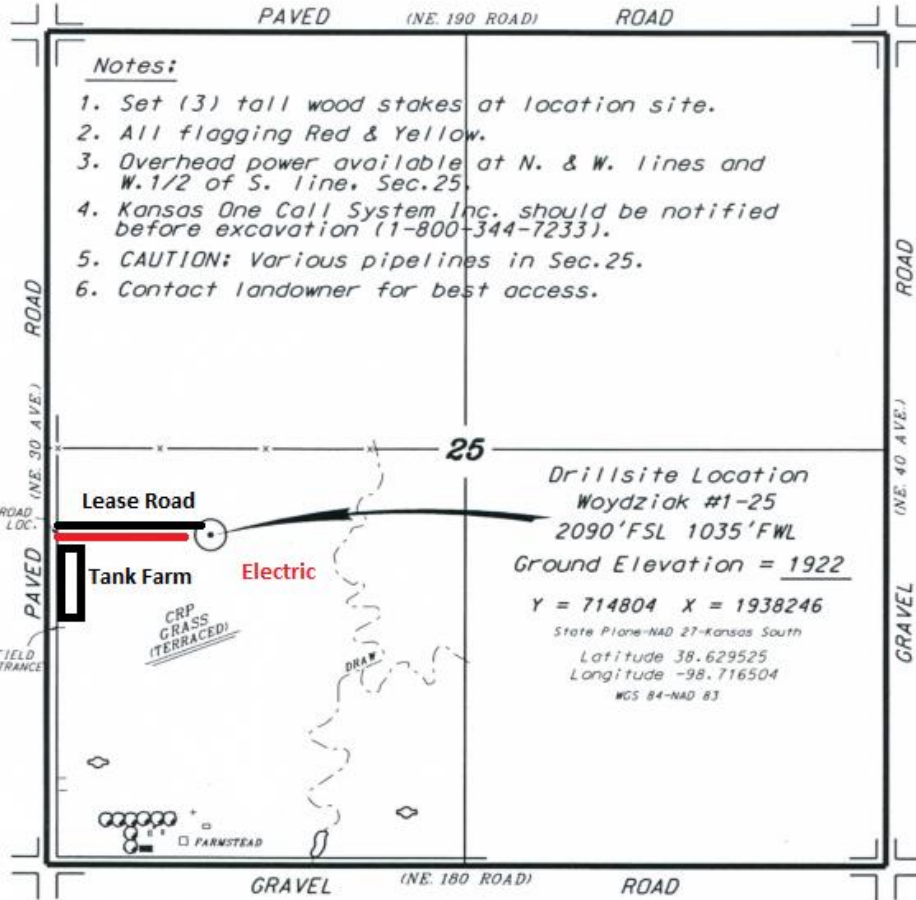 PAVED (NE. 190 ROAD) ROAD
Notes:
1. Set (3) tall wood stakes at location site.
2. All flagging Red & Yellow.
3. Overhead power available at N. & W. lines and
W.1/2 of S. line. Sec.25.
4. Kansas One Call System Inc. should be notified
before excavation (1-800-344-7233).
5. CAUTION: Various pipelines in Sec.25.
6. Contact landowner for best access.
ROAD
(NE. 30 AVE.)
PAVED
ROAD
(NE. 40 AVE.)
GRAVEL
25
ROAD
LOC.
Lease Road
Tank Farm
Electric
CRP
GRASS
(TERRACED)
DRAW
FARMSTEAD
Drillsite Location
Woydziak #1-25
2090'FSL 1035'FWL
Ground Elevation = 1922
Y = 714804 X = 1938246
State Plane-NAD 27-Kansas South
Latitude 38.629525
Longitude -98.716504
WGS 84-NAD 83
GRAVEL (NE. 180 ROAD) ROAD